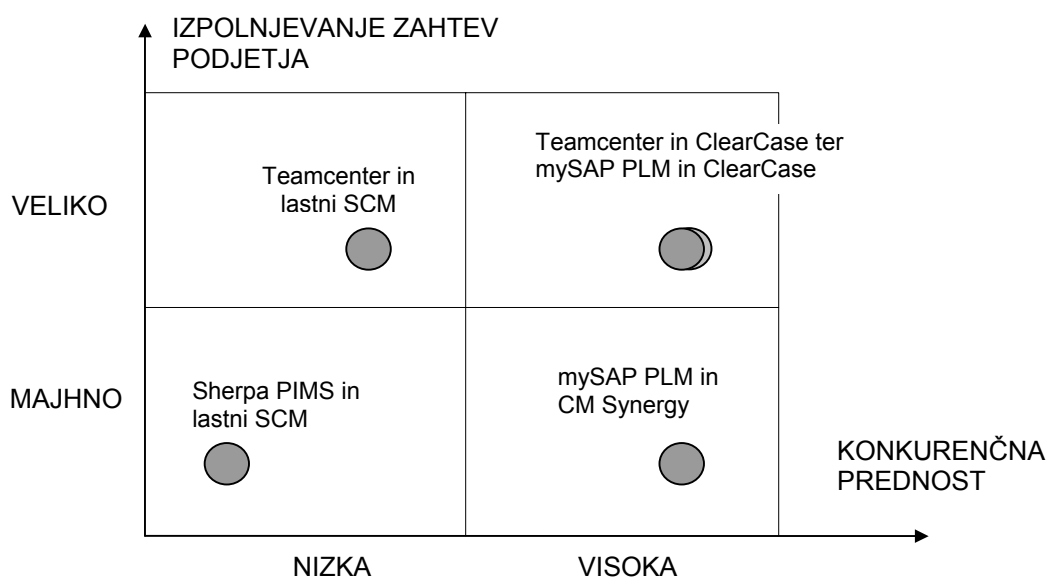 IZPOLNJEVANJE ZAHTEV
PODJETJA
Teamcenter in ClearCase ter
mySAP PLM in ClearCase
Teamcenter in
lastni SCM
VELIKO
mySAP PLM in
CM Synergy
Sherpa PIMS in
lastni SCM
MAJHNO
KONKURENČNA
PREDNOST
NIZKA
VISOKA